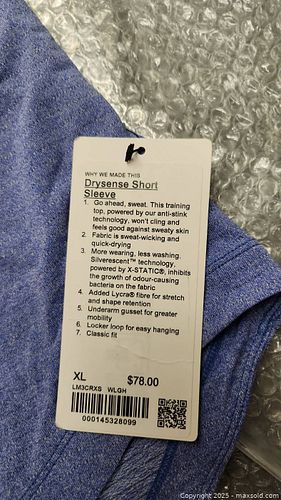 WHY WE MADE THIS
Drysense Short
Sleeve
1. Go ahead, sweat. This training
top, powered by our anti-stink
technology, won't cling and
feels good against sweaty skin
2. Fabric is sweat-wicking and
quick-drying
3. More wearing, less washing.
Silverescent™ technology,
powered by X-STATIC®, inhibits
the growth of odour-causing
bacteria on the fabric
4. Added Lycra® fibre for stretch
and shape retention
5. Underarm gusset for greater
mobility
6. Locker loop for easy hanging
7. Classic fit
XL $78.00
LM3CRXS WLGH
000145328099
Copyright 2025 - maxsold.com